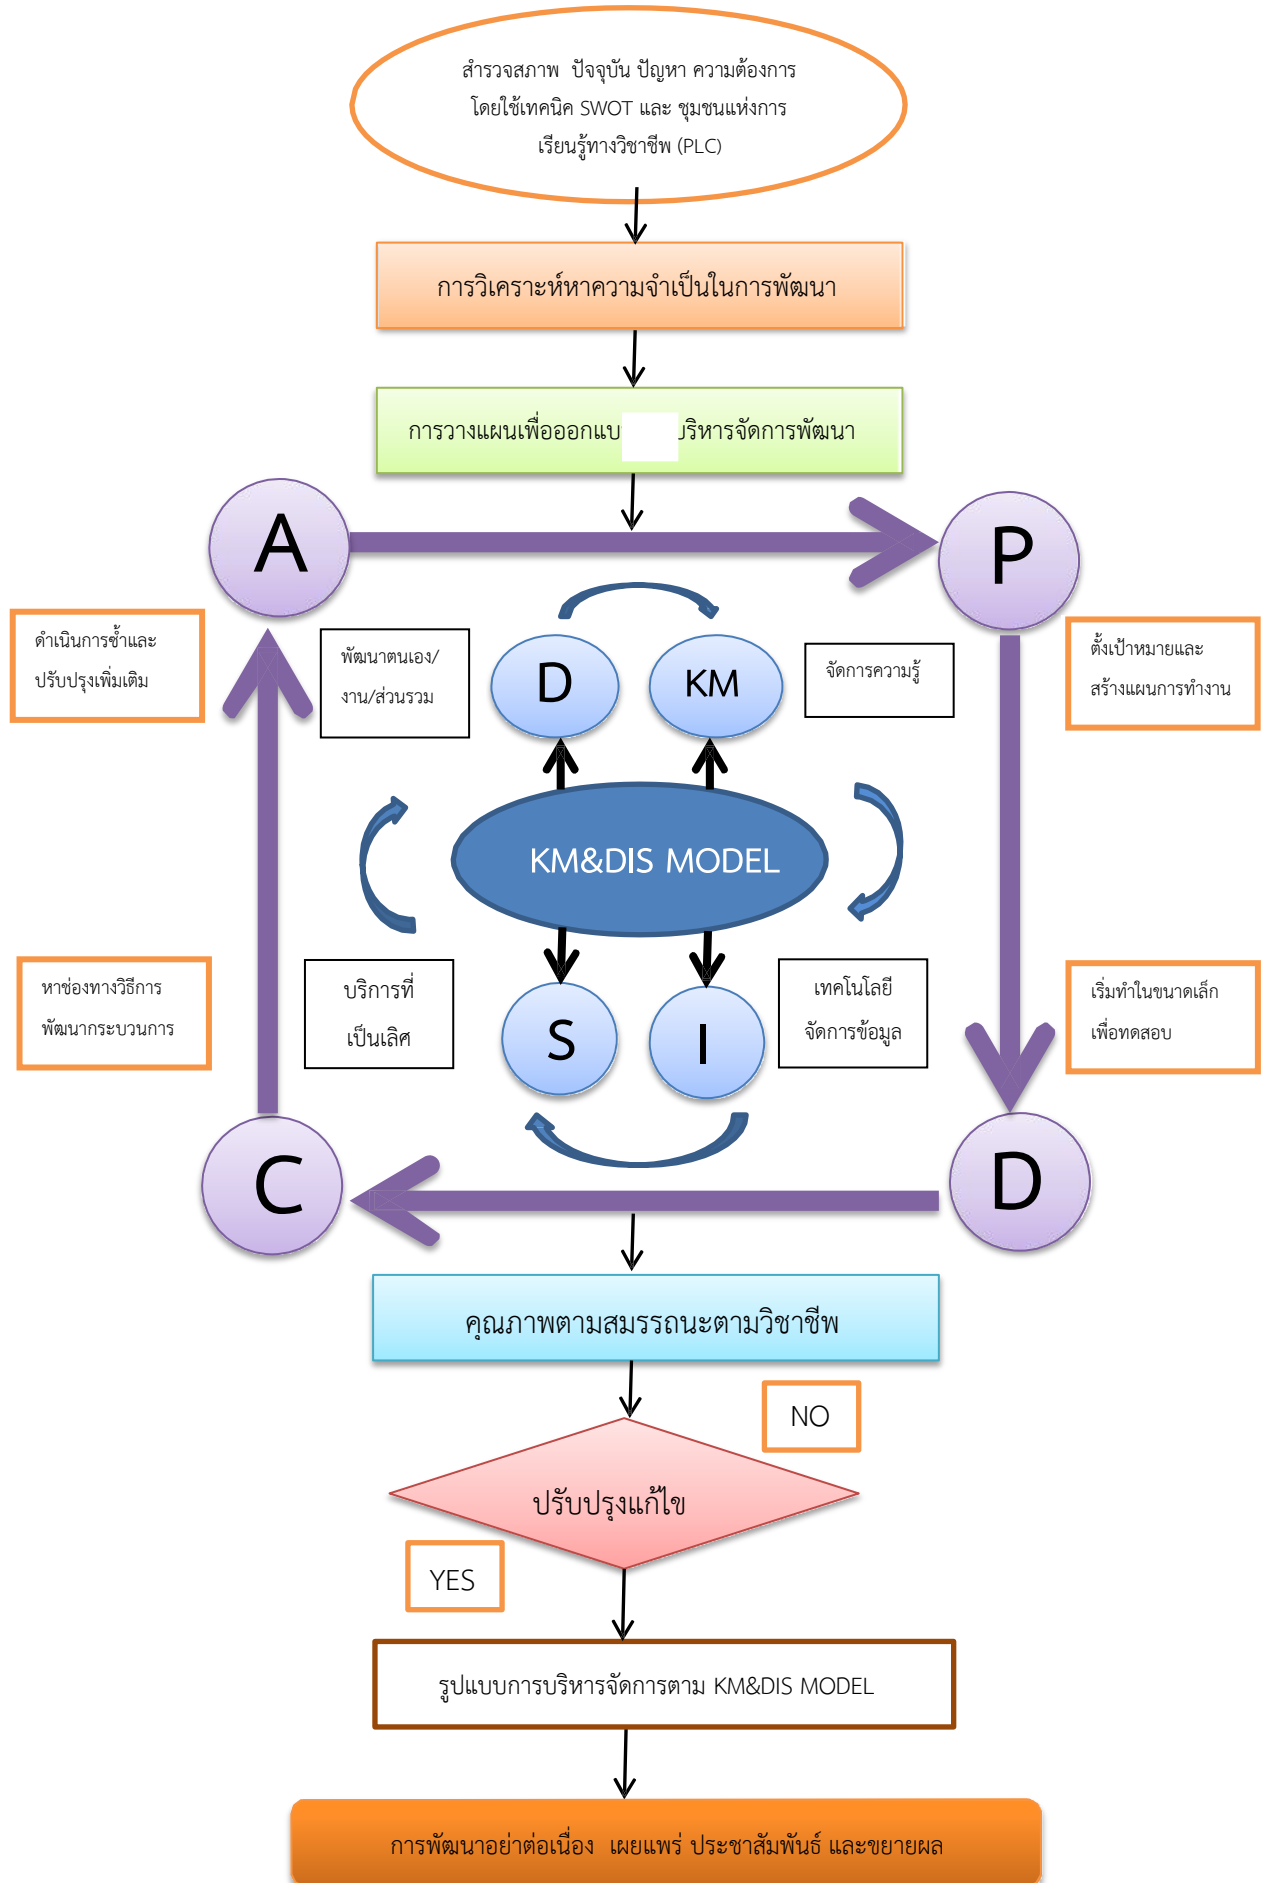 สำรวจสภาพ ปัจจุบัน ปัญหา ความต้องการ
โดยใช้เทคนิค SWOT และ ชุมชนแห่งการ
เรียนรู้ทางวิชาชีพ (PLC)
การวิเคราะห์หาความจำเป็นในการพัฒนา
การวางแผนเพื่อออกแบ บริหารจัดการพัฒนา
A
P
ดำเนินการซ้ำและ
ปรับปรุงเพิ่มเติม
พัฒนาตนเอง/
งาน/ส่วนรวม
D
KM
จัดการความรู้
ตั้งเป้าหมายและ
สร้างแผนการทำงาน
KM&DIS MODEL
หาช่องทางวิธีการ
พัฒนากระบวนการ
บริการที่
เป็นเลิศ
S
I
เทคโนโลยี
จัดการข้อมูล
เริ่มทำในขนาดเล็ก
เพื่อทดสอบ
C
D
คุณภาพตามสมรรถนะตามวิชาชีพ
NO
ปรับปรุงแก้ไข
YES
รูปแบบการบริหารจัดการตาม KM&DIS MODEL
การพัฒนาอย่าต่อเนื่อง เผยแพร่ ประชาสัมพันธ์ และขยายผล